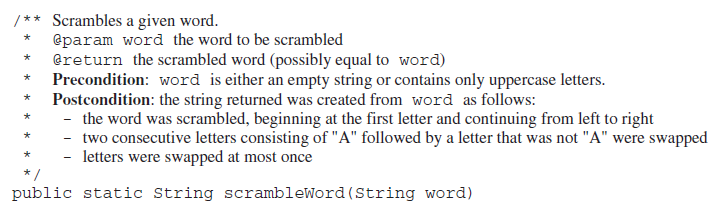 /** Scrambles a given word.
* @param word the word to be scrambled
* @return the scrambled word (possibly equal to word)
* Precondition: word is either an empty string or contains only uppercase letters.
* Postcondition: the string returned was created from word as follows:
* – the word was scrambled, beginning at the first letter and continuing from left to right
* – two consecutive letters consisting of "A" followed by a letter that was not "A" were swapped
* – letters were swapped at most once
*/
public static String scrambleWord(String word)